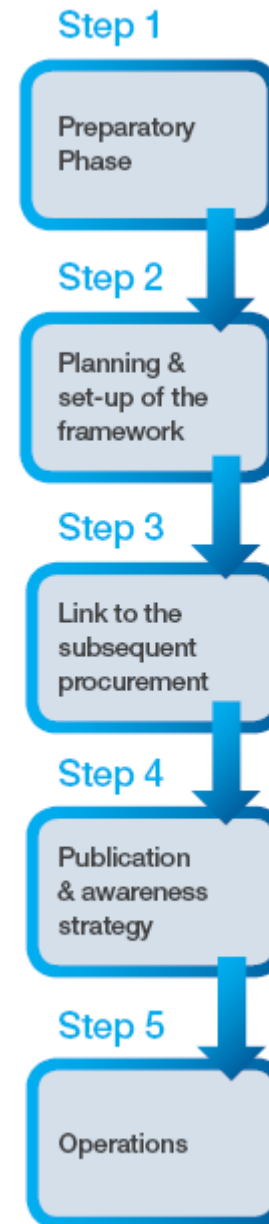 Step 1
Preparatory
Phase
Step 2
Planning &
set-up of the
framework
Step 3
Link to the
subsequent
procurement
Step 4
Publication
& awareness
strategy
Step 5
Operations